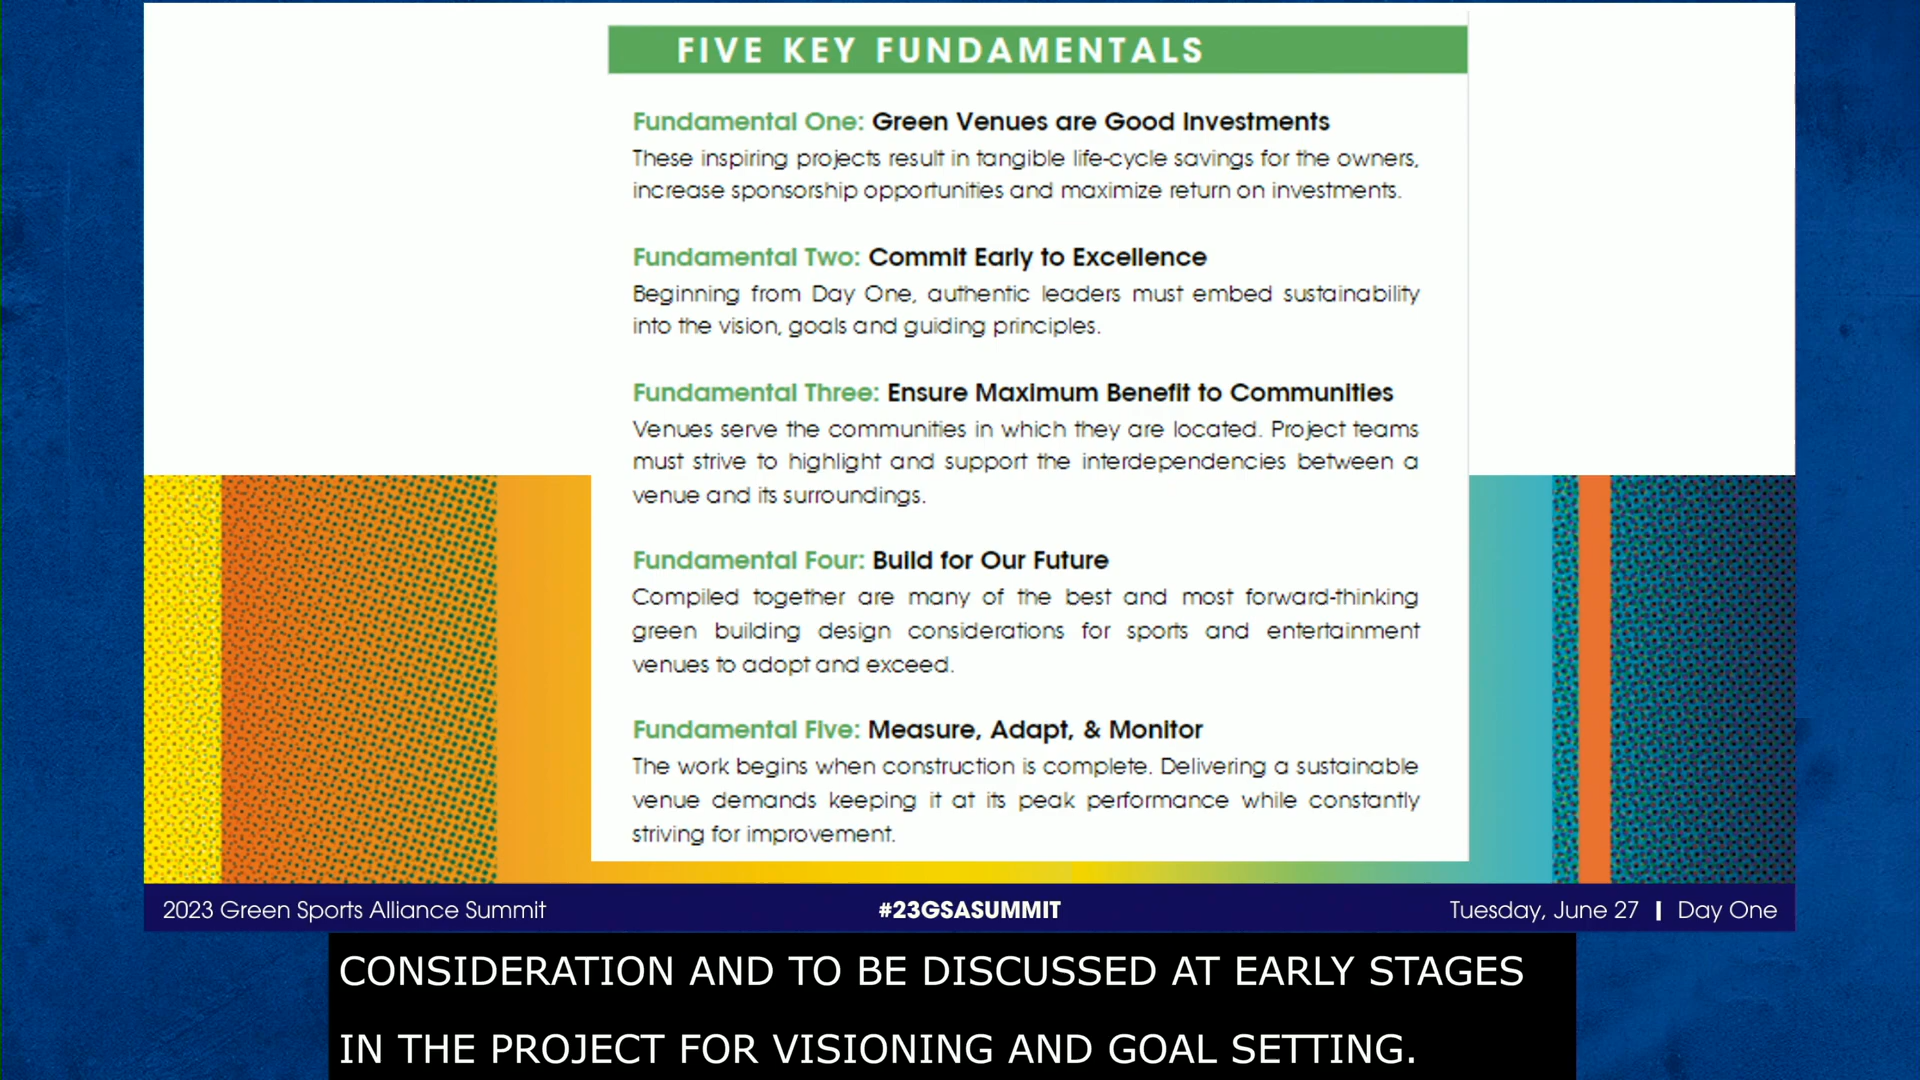 FIVE KEY FUNDAMENTALS
Fundamental One: Green Venues are Good Investments
These inspiring projects result in tangible life-cycle savings for the owners,
increase sponsorship opportunities and maximize return on investments.
Fundamental Two: Commit Early to Excellence
Beginning from Day One, authentic leaders must embed sustainability
into the vision, goals and guiding principles.
Fundamental Three: Ensure Maximum Benefit to Communities
Venues serve the communities in which they are located. Project teams
must strive to highlight and support the interdependencies between a
venue and its surroundings.
Fundamental Four: Build for Our Future
Compiled together are many of the best and most forward-thinking
green building design considerations for sports and entertainment
venues to adopt and exceed.
Fundamental Five: Measure, Adapt, & Monitor
The work begins when construction is complete. Delivering a sustainable
venue demands keeping it at its peak performance while constantly
striving for improvement.
2023 Green Sports Alliance Summit #23GSASUMMIT Tuesday, June 27 | Day One
CONSIDERATION AND TO BE DISCUSSED AT EARLY STAGES
IN THE PROJECT FOR VISIONING AND GOAL SETTING.